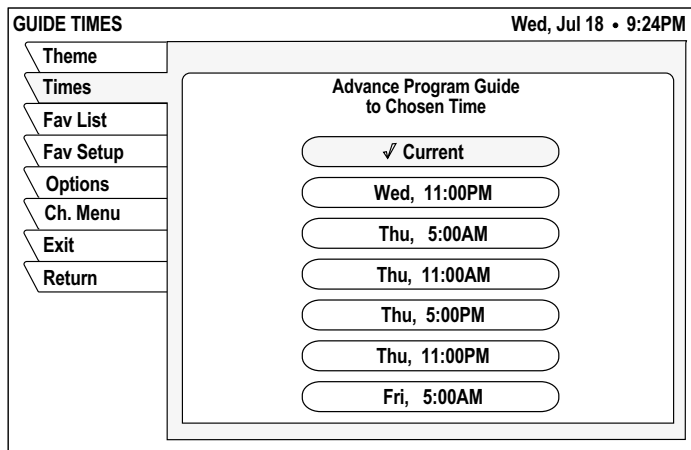 GUIDE TIMES Wed, Jul 18 • 9:24PM
Theme
Times
Fav List
Fav Setup
Options
Ch. Menu
Exit
Return
Advance Program Guide
to Chosen Time
√ Current
Wed, 11:00PM
Thu, 5:00AM
Thu, 11:00AM
Thu, 5:00PM
Thu, 11:00PM
Fri, 5:00AM